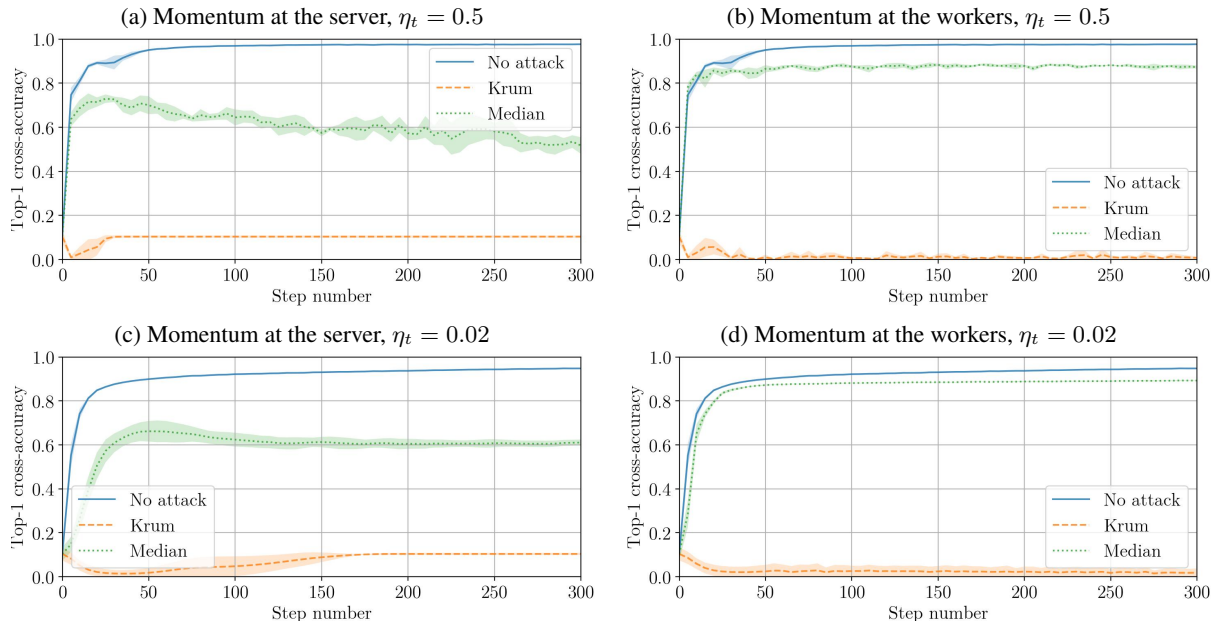 (a) Momentum at the server, ηₜ = 0.5
1.0
0.8
0.6
0.4
0.2
0.0
Top-1 cross-accuracy
No attack
Krum
Median
0 50 100 150 200 250 300
Step number
(b) Momentum at the workers, ηₜ = 0.5
1.0
0.8
0.6
0.4
0.2
0.0
Top-1 cross-accuracy
No attack
Krum
Median
0 50 100 150 200 250 300
Step number
(c) Momentum at the server, ηₜ = 0.02
1.0
0.8
0.6
0.4
0.2
0.0
Top-1 cross-accuracy
No attack
Krum
Median
0 50 100 150 200 250 300
Step number
(d) Momentum at the workers, ηₜ = 0.02
1.0
0.8
0.6
0.4
0.2
0.0
Top-1 cross-accuracy
No attack
Krum
Median
0 50 100 150 200 250 300
Step number